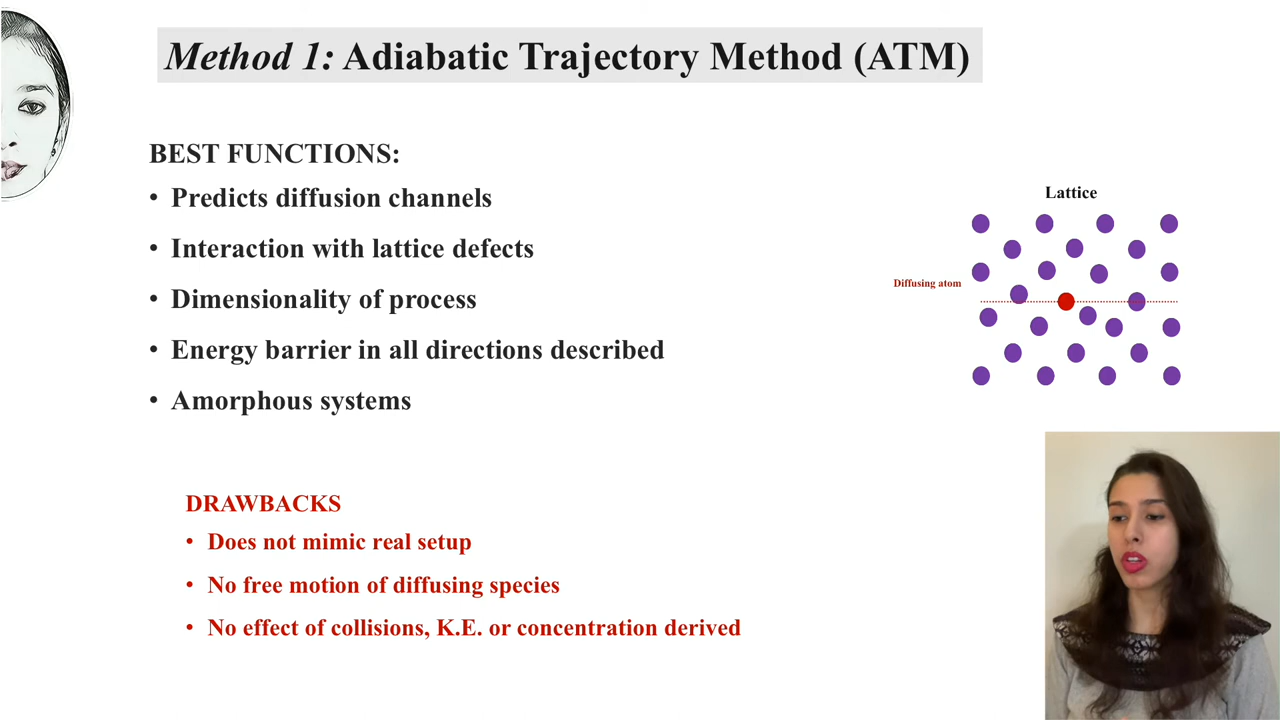 Method 1: Adiabatic Trajectory Method (ATM)
BEST FUNCTIONS:
• Predicts diffusion channels
• Interaction with lattice defects
• Dimensionality of process
• Energy barrier in all directions described
• Amorphous systems
Lattice
Diffusing atom
DRAWBACKS
• Does not mimic real setup
• No free motion of diffusing species
• No effect of collisions, K.E. or concentration derived